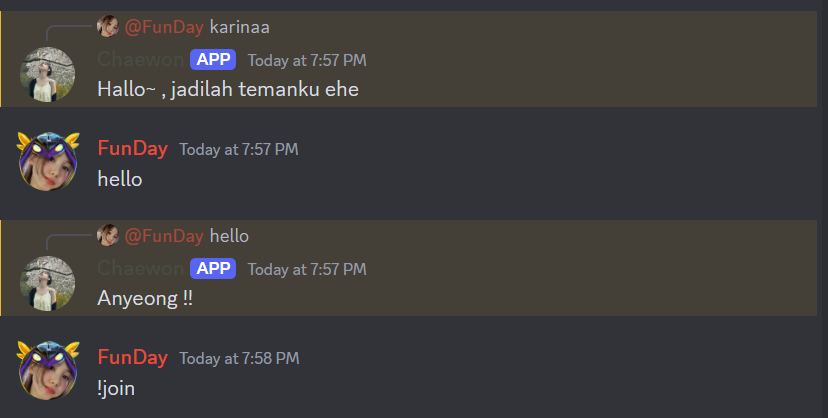 @FunDay karinaa
Chaewon APP Today at 7:57 PM
Hallo~ , jadilah temanku ehe
FunDay Today at 7:57 PM
hello
@FunDay hello
Chaewon APP Today at 7:57 PM
Anyeong !!
FunDay Today at 7:58 PM
!join